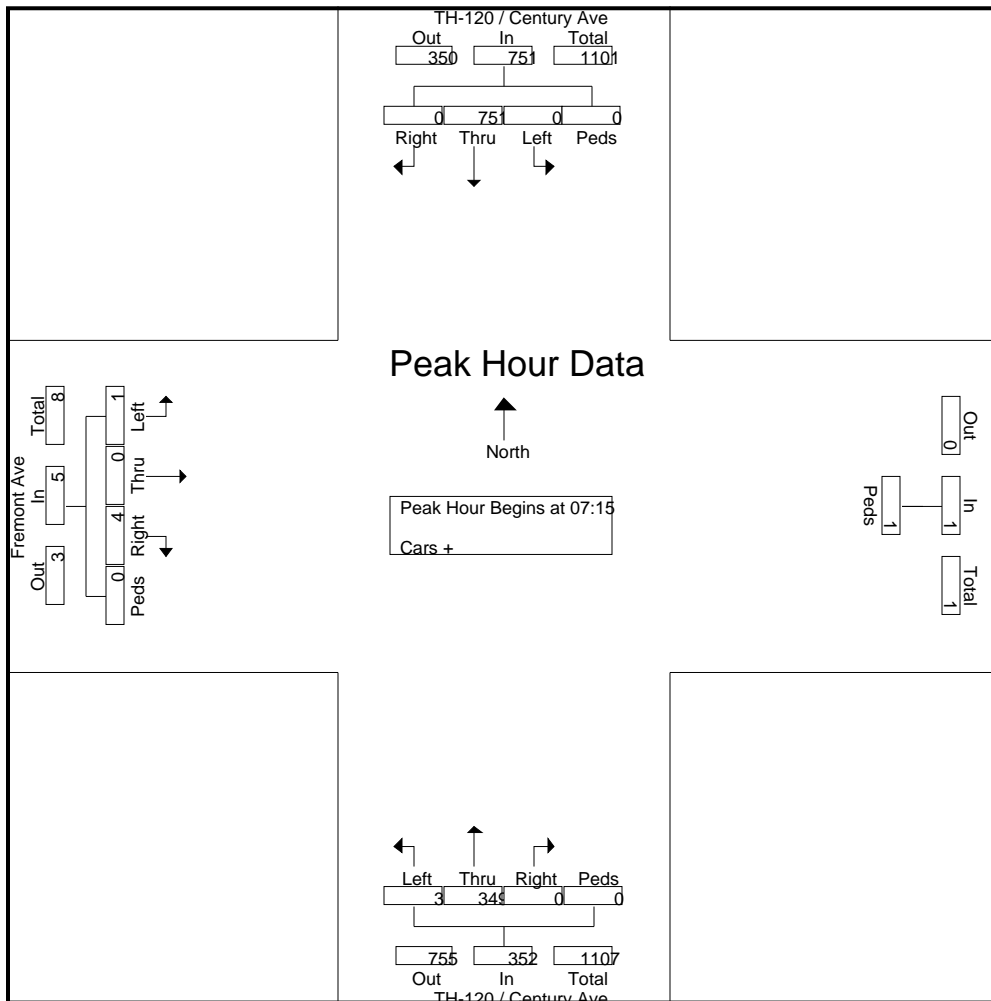 TH-120 / Century Ave
Out In Total
350 751 1101
0 751 0 0
Right Thru Left Peds
Peak Hour Data
North
Peak Hour Begins at 07:15
Cars +
Fremont Ave
Total In Out
8 5 3
1 0 4 0
Left Thru Right Peds
Out In Total
0 1 1
Peds
1
Left Thru Right Peds
3 349 0 0
755 352 1107
Out In Total
TH-120 / Century Ave